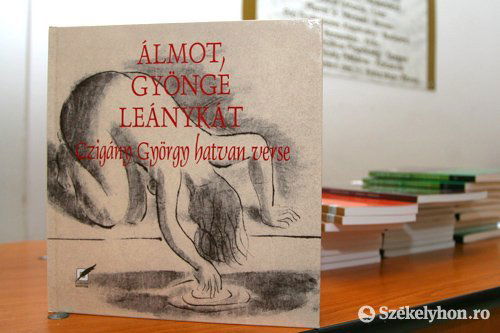 ÁLMOT,
GYÖNGE
LEÁNYKÁT
Czigány György hatvan verse
Székelyhon.ro